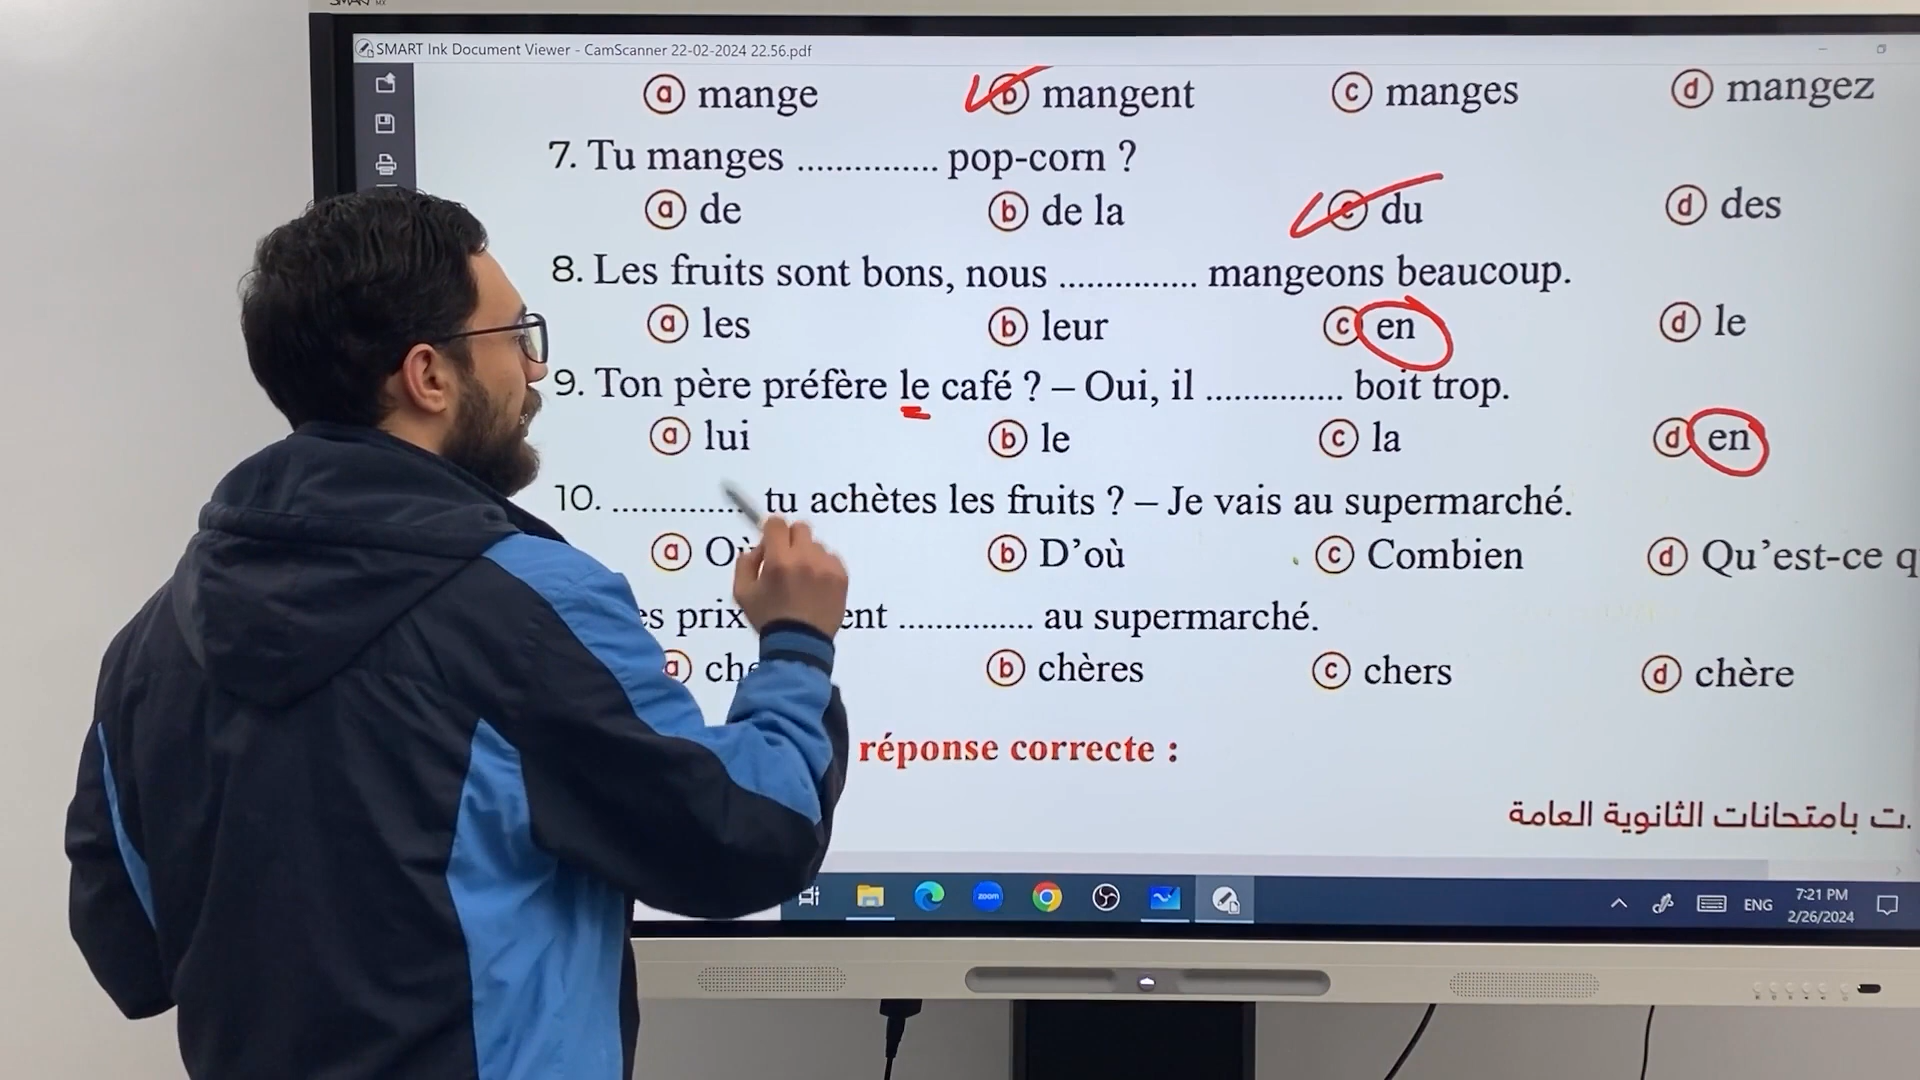 SMART Ink Document Viewer - CamScanner 22-02-2024 22.56.pdf
a mange b mangent c manges d mangez
7. Tu manges .............. pop-corn ?
a de b de la c du d des
8. Les fruits sont bons, nous .............. mangeons beaucoup.
a les b leur c en d le
9. Ton père préfère le café ? – Oui, il .............. boit trop.
a lui b le c la d en
10. .............. tu achètes les fruits ? – Je vais au supermarché.
a Où b D'où c Combien d Qu'est-ce q
es prix ent .............. au supermarché.
a che b chères c chers d chère
réponse correcte :
ت بامتحانات الثانوية العامة
zoom
ENG
7:21 PM
2/26/2024